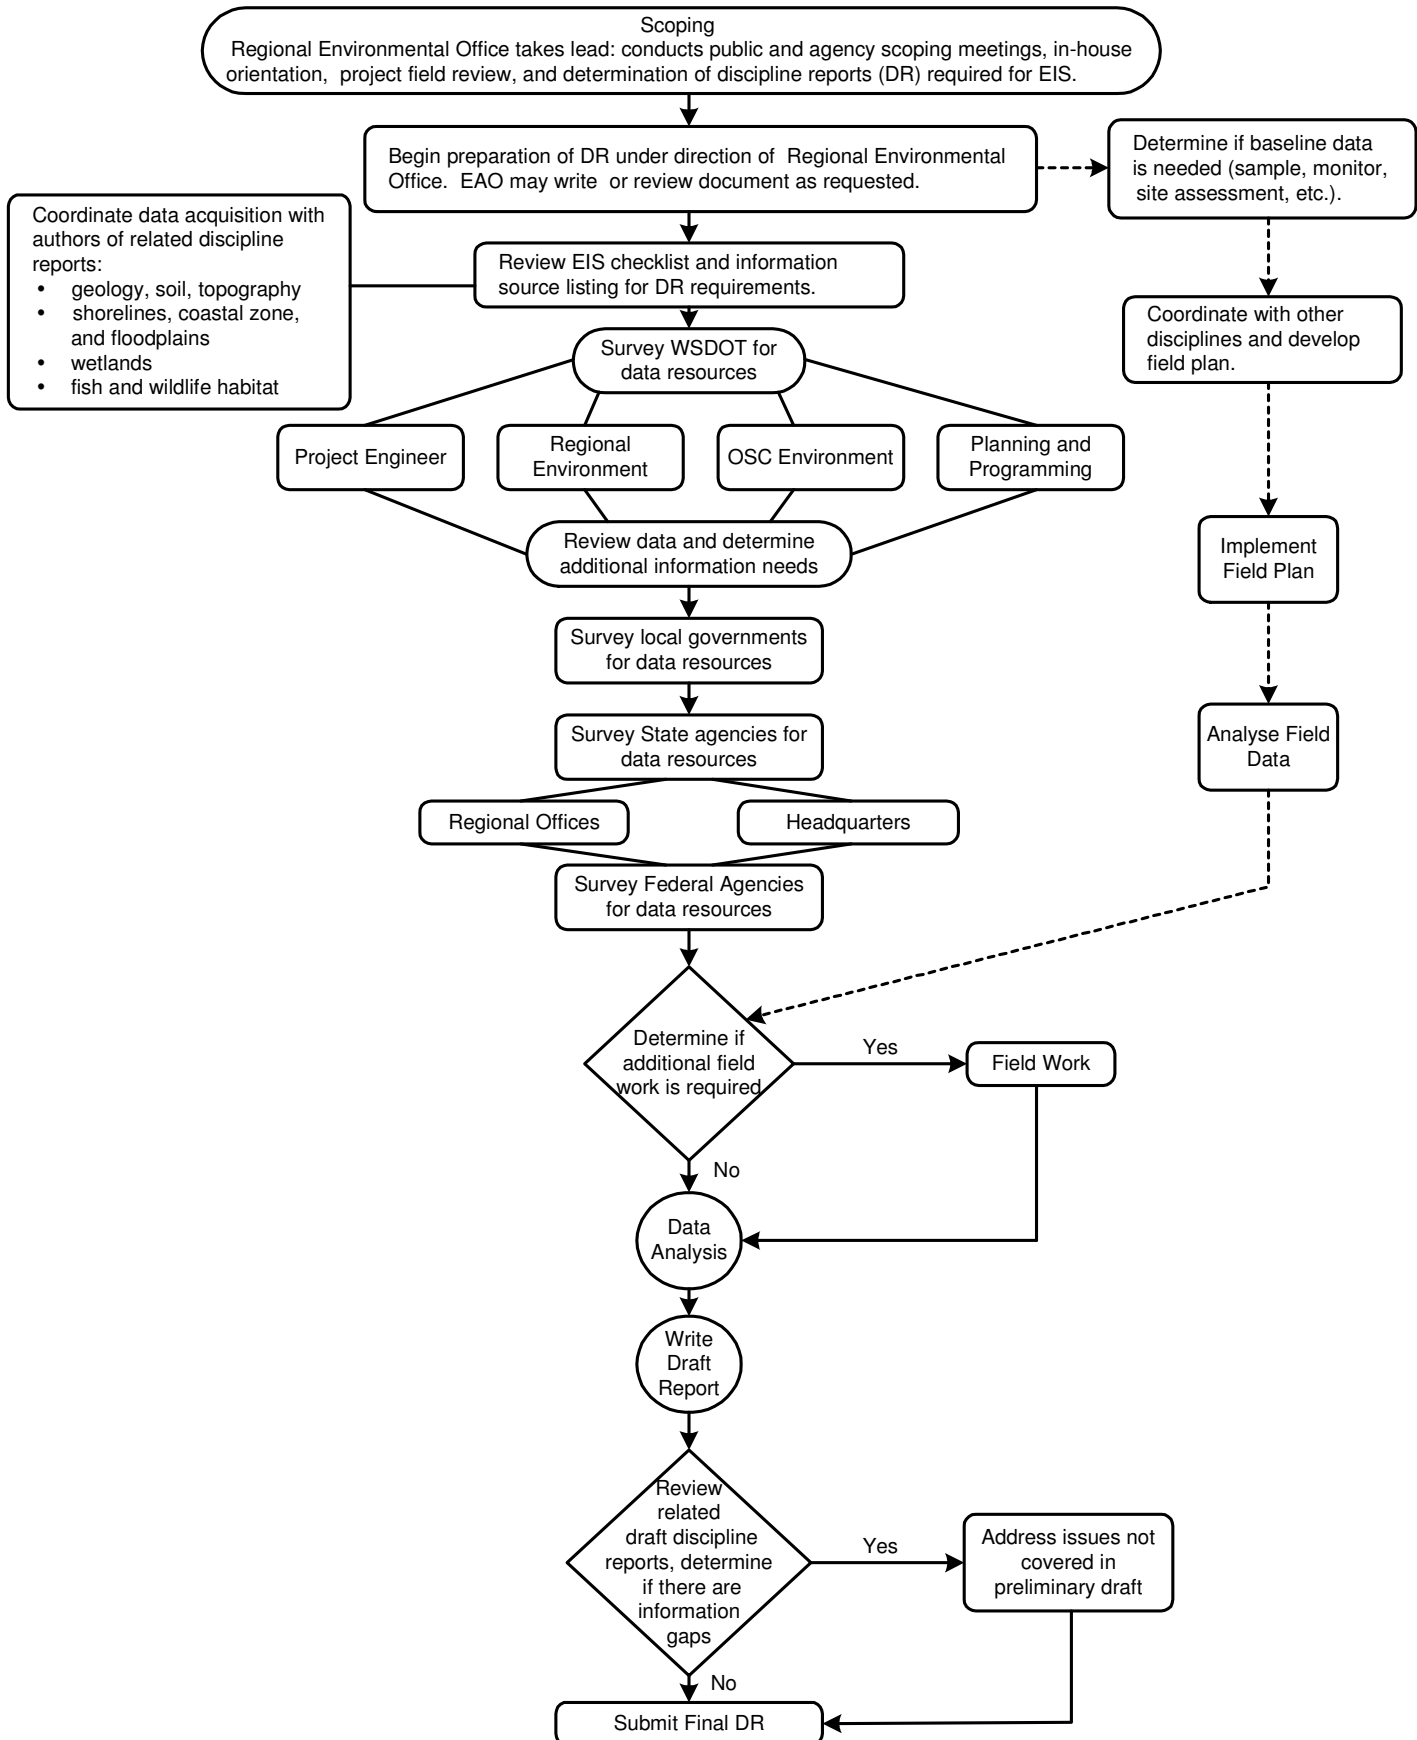 Scoping
Regional Environmental Office takes lead: conducts public and agency scoping meetings, in-house
orientation, project field review, and determination of discipline reports (DR) required for EIS.
Begin preparation of DR under direction of Regional Environmental
Office. EAO may write or review document as requested.
Determine if baseline data
is needed (sample, monitor,
site assessment, etc.).
Coordinate data acquisition with
authors of related discipline
reports:
• geology, soil, topography
• shorelines, coastal zone,
and floodplains
• wetlands
• fish and wildlife habitat
Review EIS checklist and information
source listing for DR requirements.
Coordinate with other
disciplines and develop
field plan.
Survey WSDOT for
data resources
Project Engineer
Regional
Environment
OSC Environment
Planning and
Programming
Review data and determine
additional information needs
Implement
Field Plan
Survey local governments
for data resources
Survey State agencies for
data resources
Analyse Field
Data
Regional Offices
Headquarters
Survey Federal Agencies
for data resources
Determine if
additional field
work is required
Yes
Field Work
No
Data
Analysis
Write
Draft
Report
Review
related
draft discipline
reports, determine
if there are
information
gaps
Yes
Address issues not
covered in
preliminary draft
No
Submit Final DR